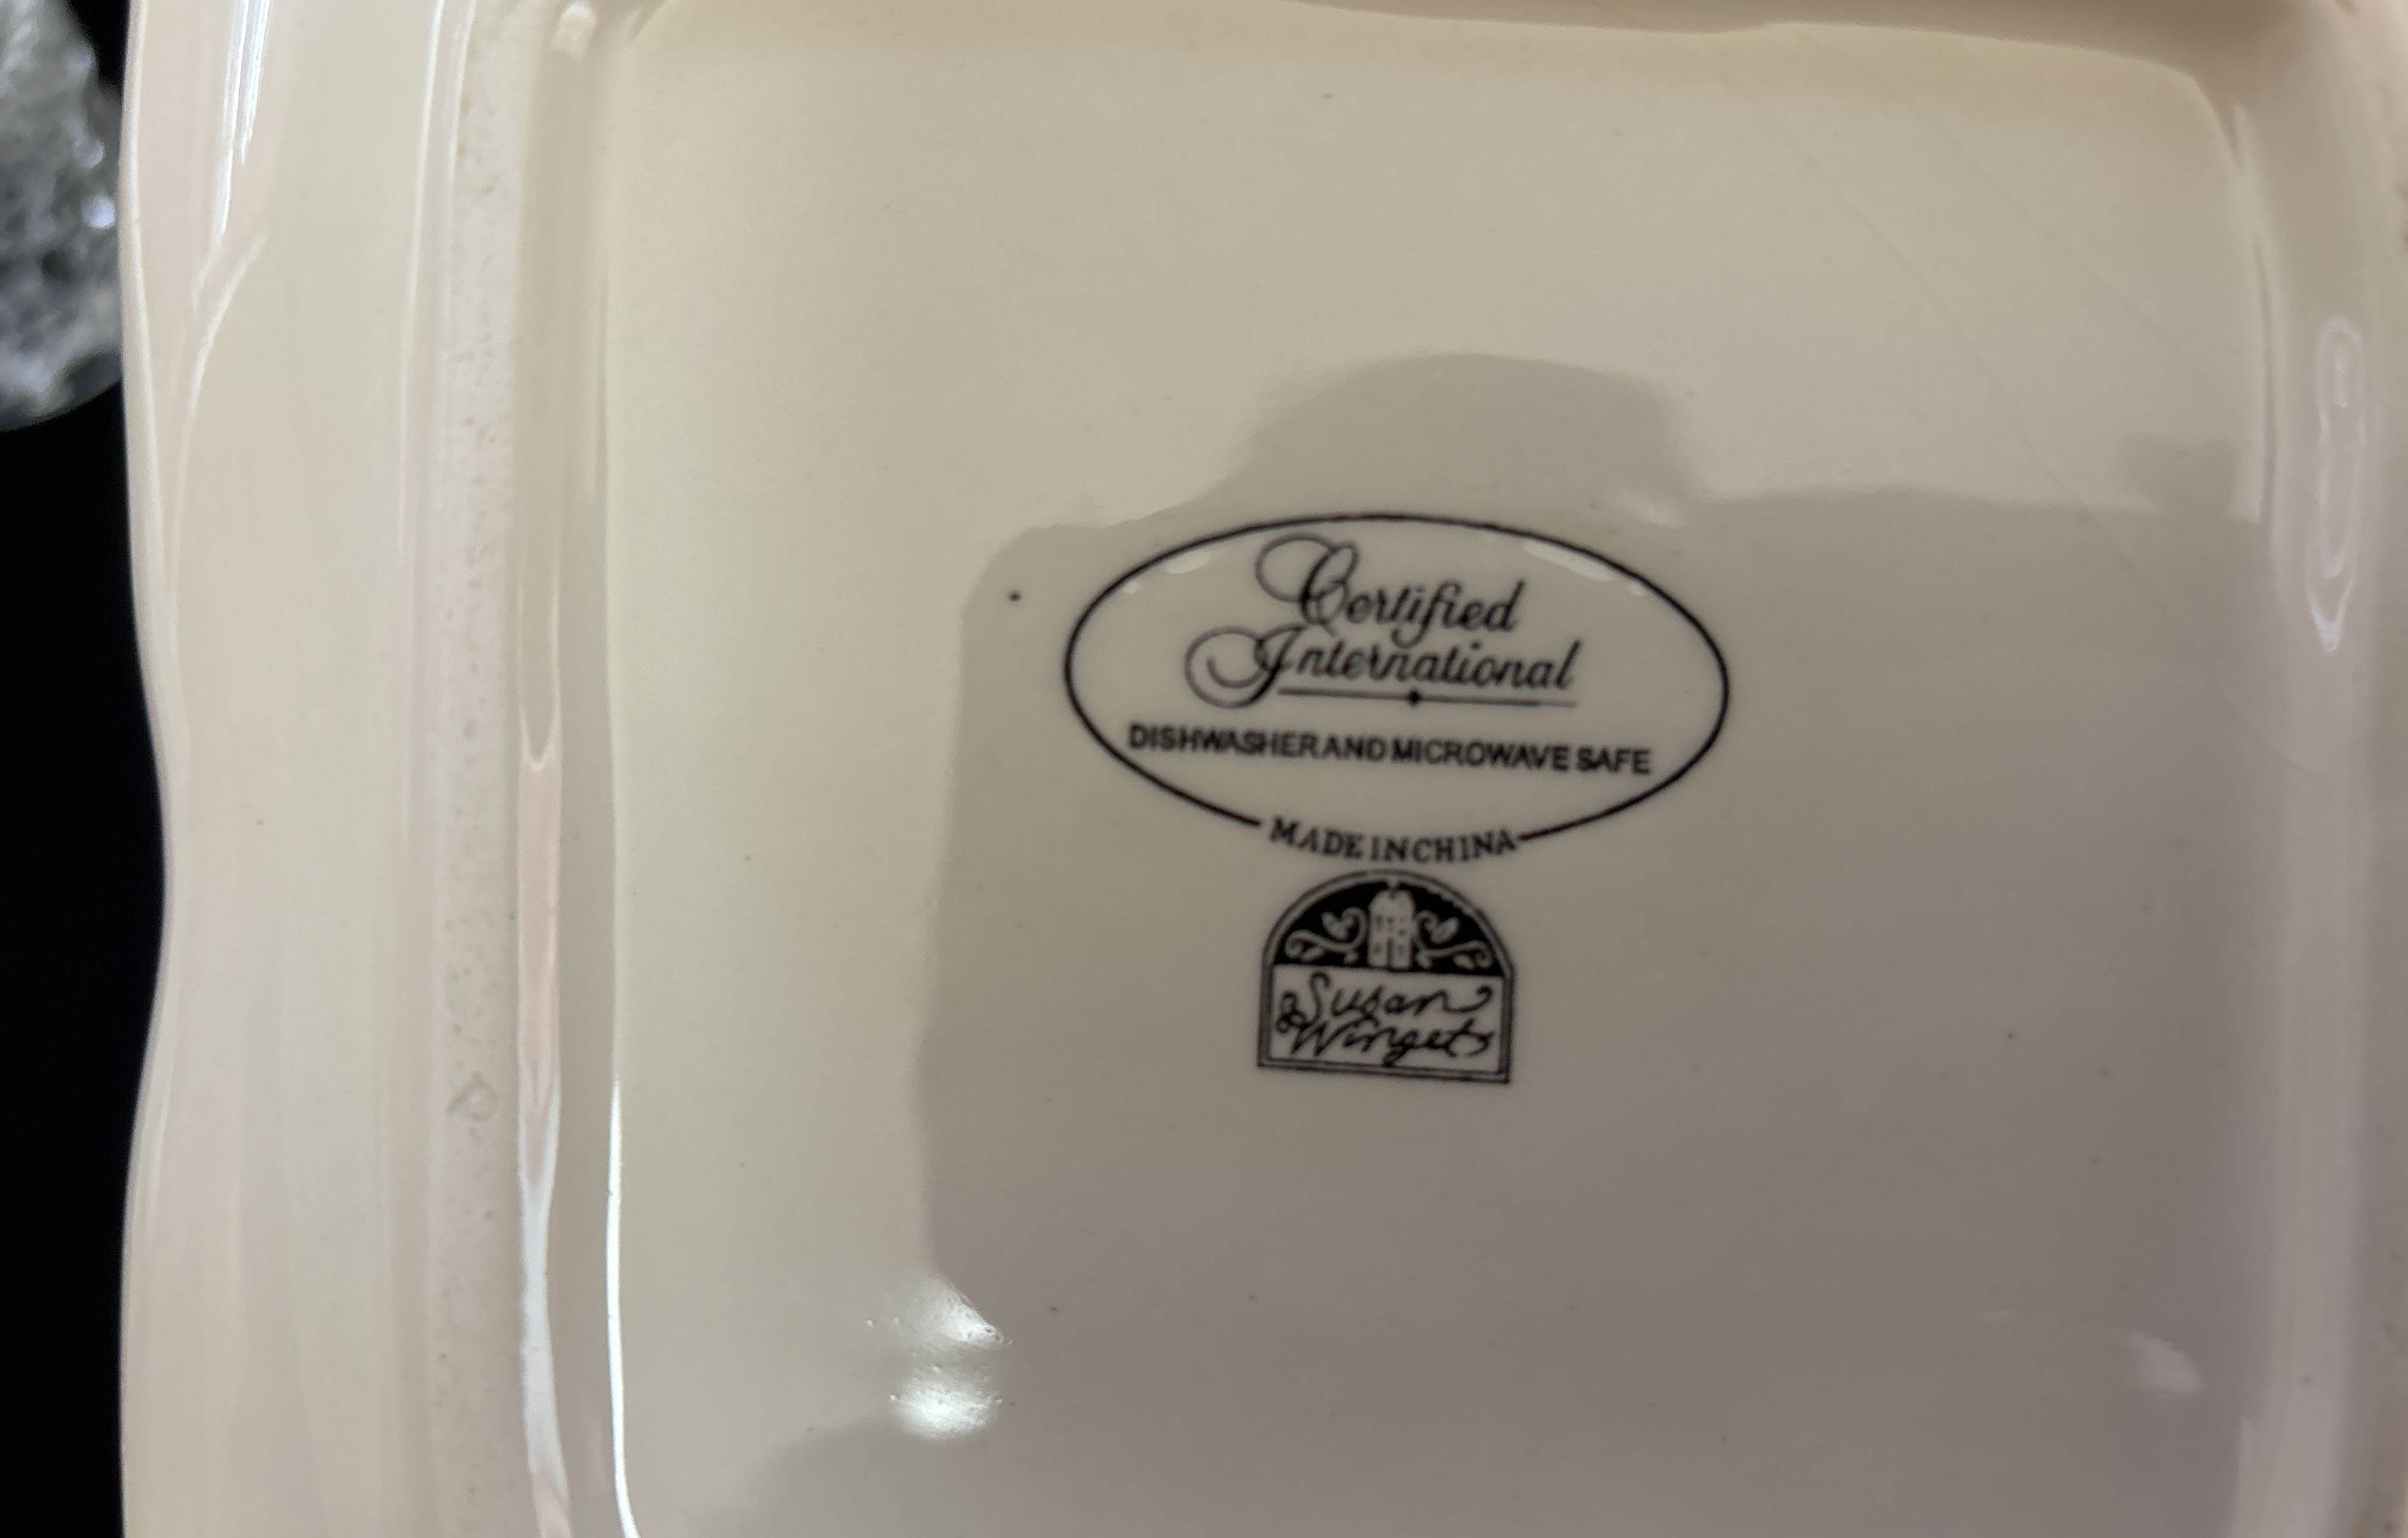 Certified
International
DISHWASHER AND MICROWAVE SAFE
MADE IN CHINA
Susan
Winget